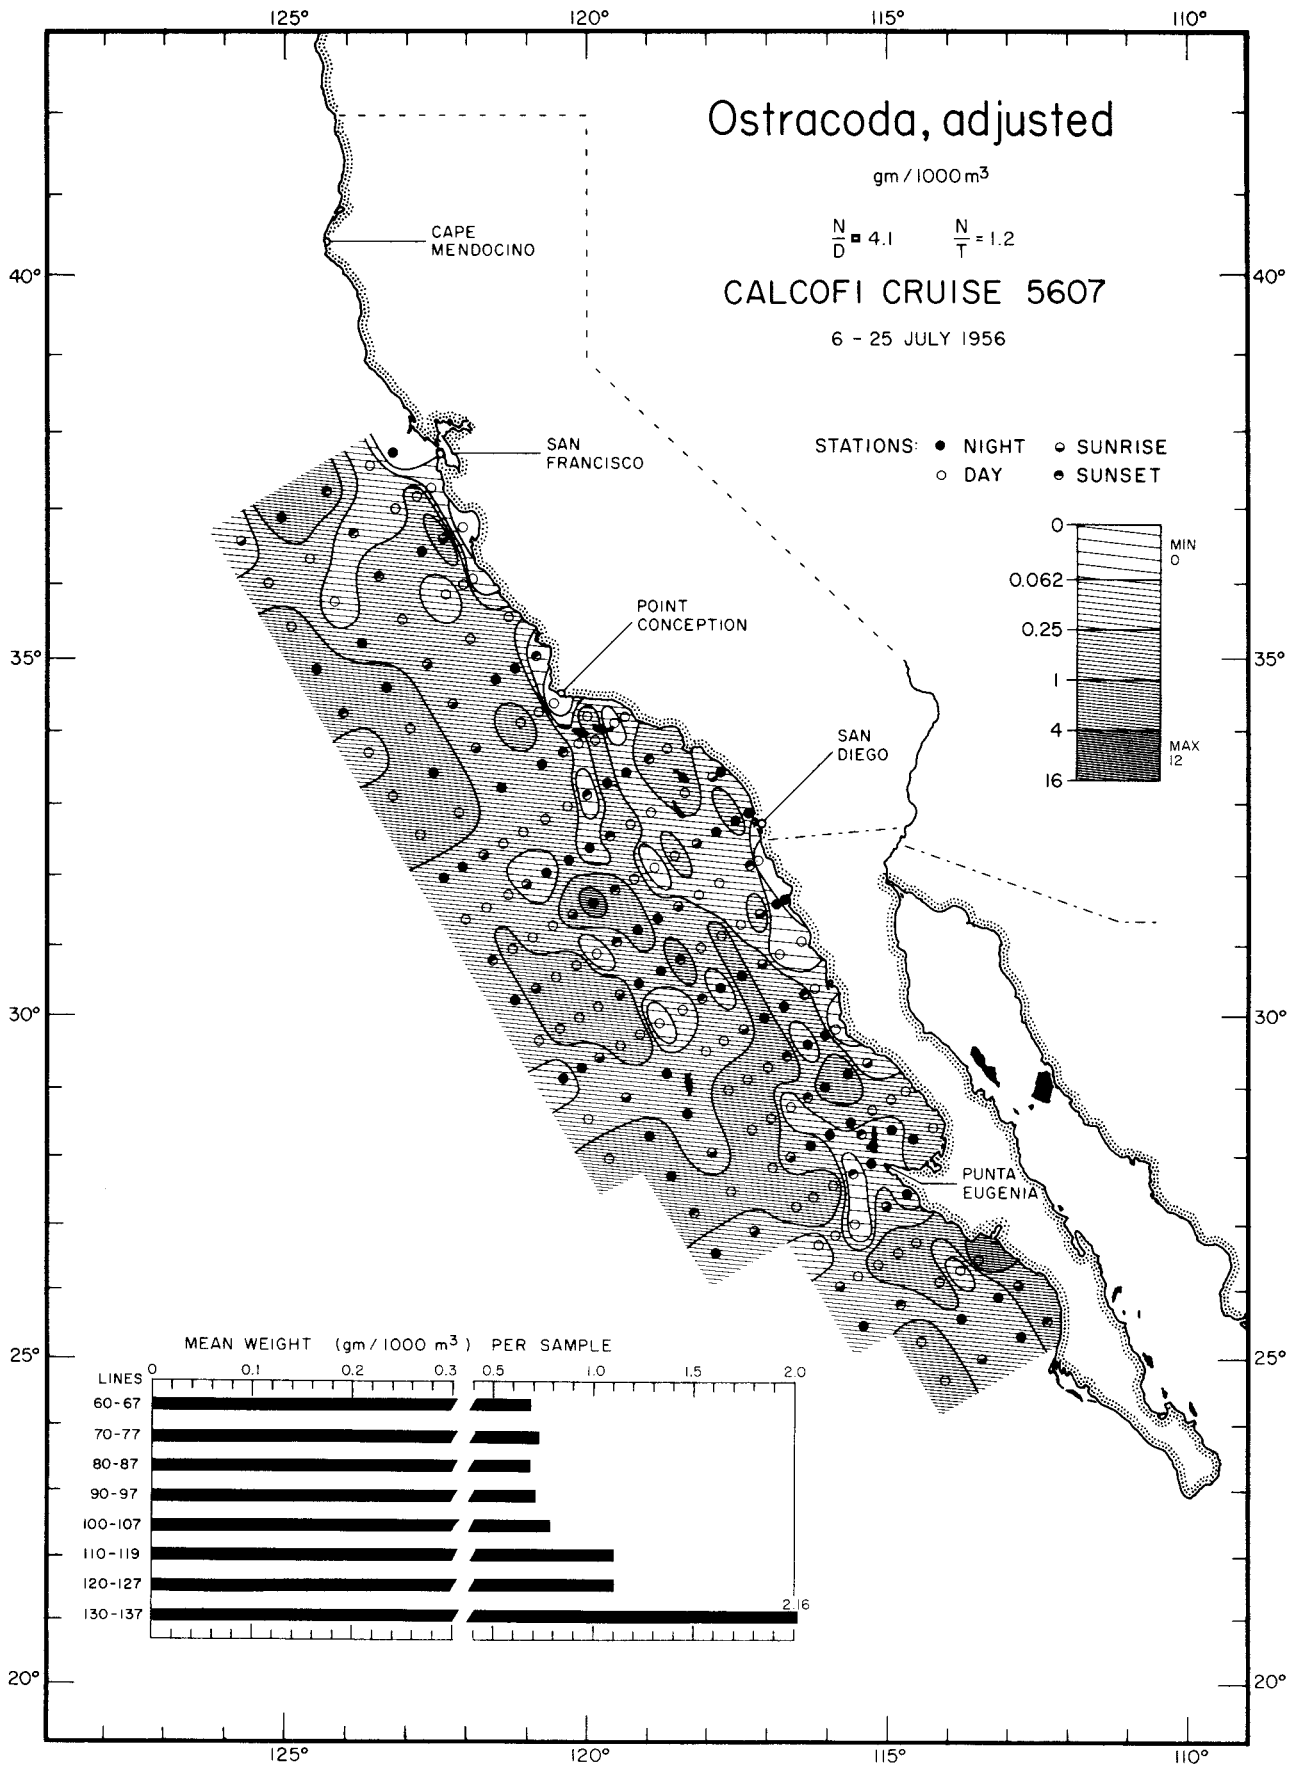 125° 120° 115° 110°
Ostracoda, adjusted
gm/1000 m³
N/D = 4.1 N/T = 1.2
CALCOFI CRUISE 5607
6 - 25 JULY 1956
CAPE
MENDOCINO
40° 40°
STATIONS: ● NIGHT SUNRISE
○ DAY SUNSET
SAN
FRANCISCO
0
MIN
0
0.062
0.25
1
4
MAX
12
16
POINT
CONCEPTION
35° 35°
SAN
DIEGO
30° 30°
PUNTA
EUGENIA
25° 25°
MEAN WEIGHT (gm/1000 m³) PER SAMPLE
LINES 0 0.1 0.2 0.3 0.5 1.0 1.5 2.0
60-67
70-77
80-87
90-97
100-107
110-119
120-127
130-137 2.16
20° 20°
125° 120° 115° 110°